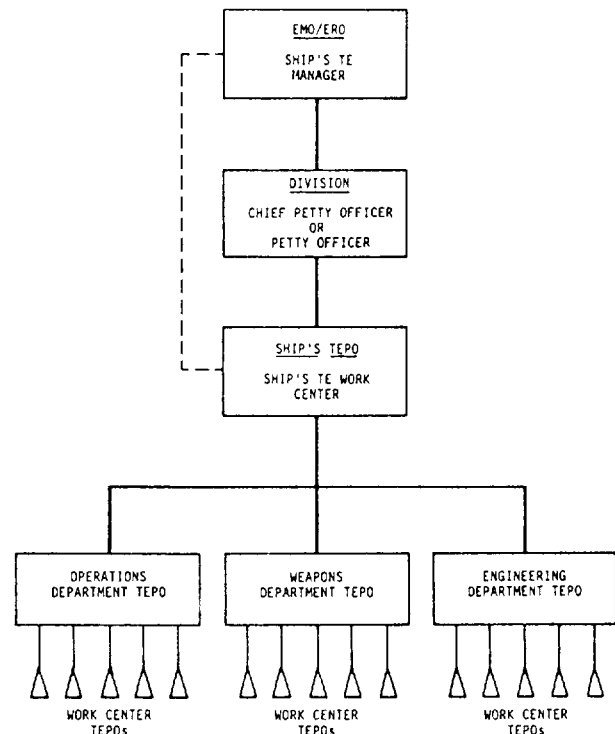 EMO/ERO
SHIP'S TE
MANAGER
DIVISION
CHIEF PETTY OFFICER
OR
PETTY OFFICER
SHIP'S TEPO
SHIP'S TE WORK
CENTER
OPERATIONS
DEPARTMENT TEPO
WEAPONS
DEPARTMENT TEPO
ENGINEERING
DEPARTMENT TEPO
WORK CENTER
TEPOs
WORK CENTER
TEPOs
WORK CENTER
TEPOs